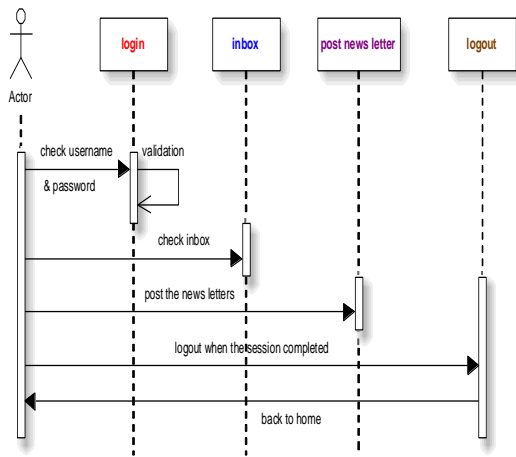 login
inbox
post news letter
logout
Actor
check username
validation
& password
check inbox
post the news letters
logout when the session completed
back to home